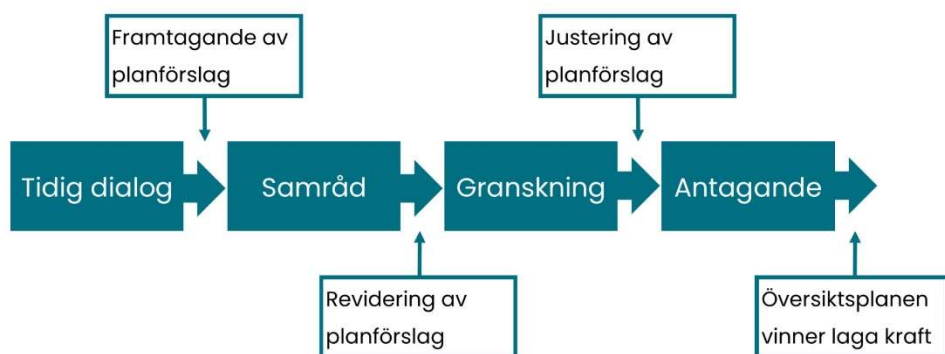 Framtagande av
planförslag
Justering av
planförslag
Tidig dialog
Samråd
Granskning
Antagande
Revidering av
planförslag
Översiktsplanen
vinner laga kraft